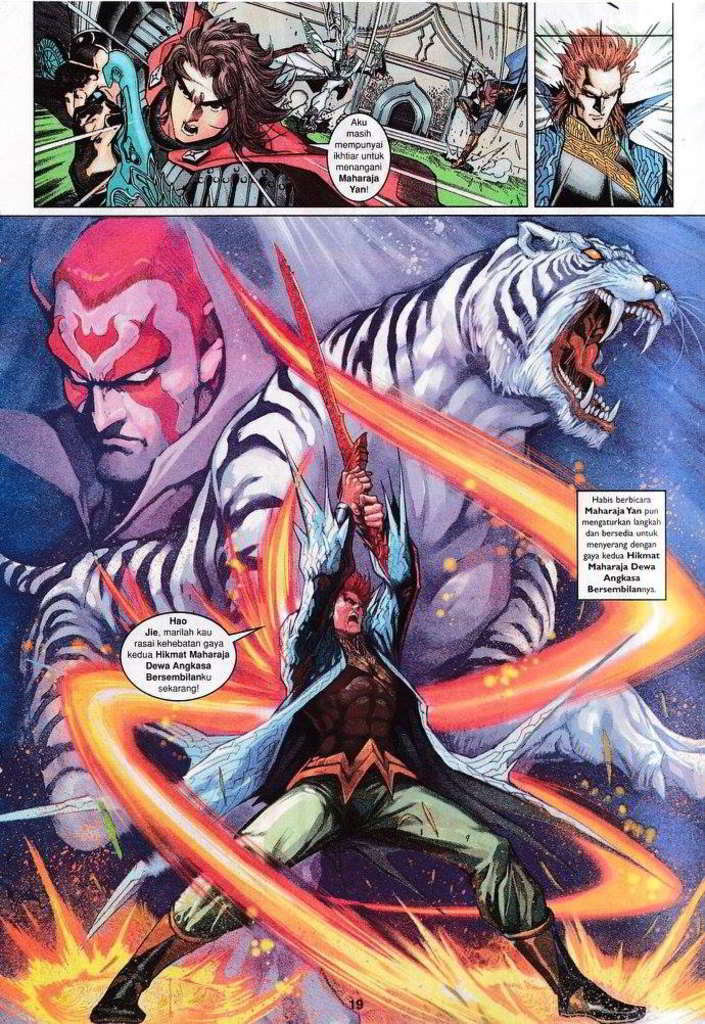 Aku
masih
mempunyai
ikhtiar untuk
menangani
Maharaja
Yan!
Habis berbicara
Maharaja Yan pun
mengaturkan langkah
dan bersedia untuk
menyerang dengan
gaya kedua Hikmat
Maharaja Dewa
Angkasa
Bersembilannya.
Hao
Jie, marilah kau
rasai kehebatan gaya
kedua Hikmat Maharaja
Dewa Angkasa
Bersembilanku
sekarang!
19